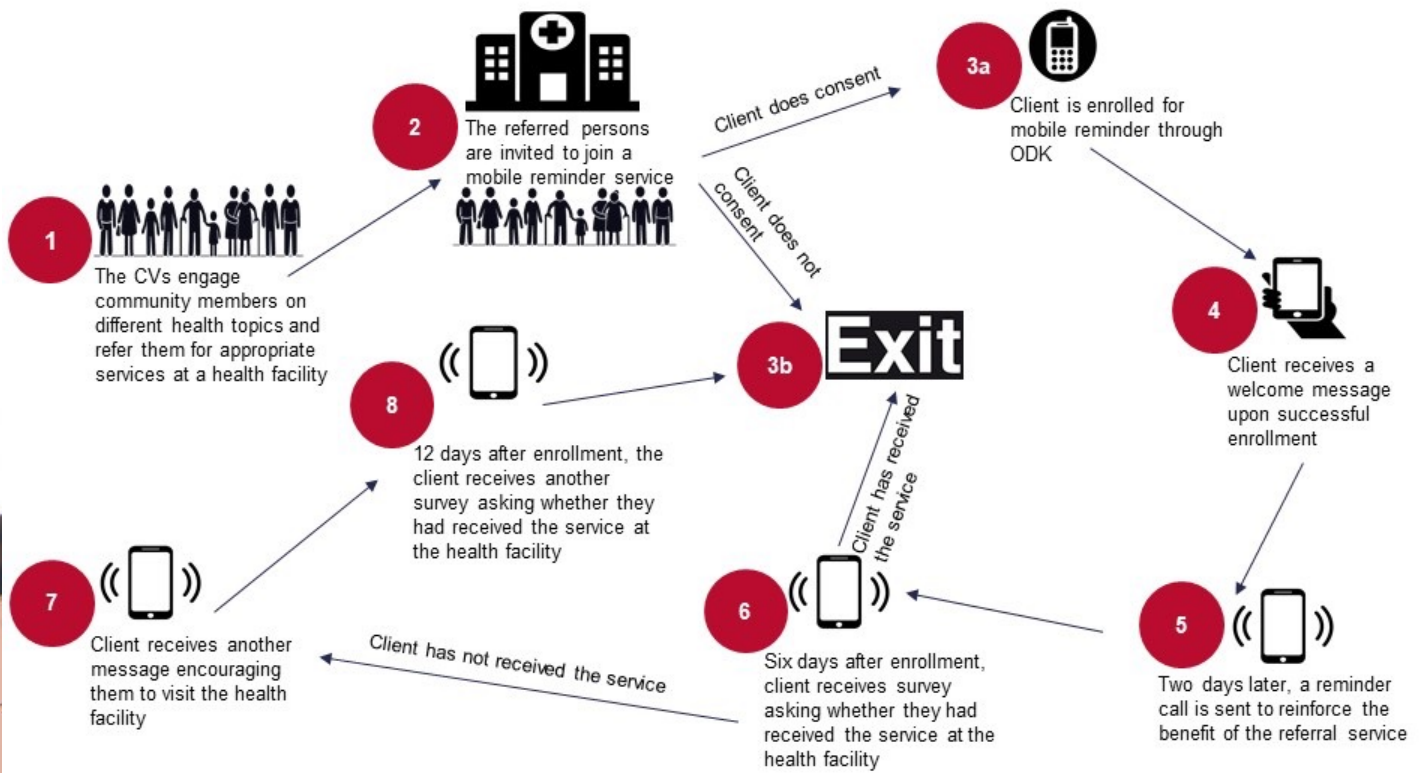 1
The CVs engage
community members on
different health topics and
refer them for appropriate
services at a health facility
2
The referred persons
are invited to join a
mobile reminder service
Client does consent
Client does not
consent
3a
Client is enrolled for
mobile reminder through
ODK
3b
Exit
4
Client receives a
welcome message
upon successful
enrollment
5
Two days later, a reminder
call is sent to reinforce the
benefit of the referral service
6
Six days after enrollment,
client receives survey
asking whether they had
received the service at the
health facility
Client has received
the service
Client has not received the service
7
Client receives another
message encouraging
them to visit the health
facility
8
12 days after enrollment, the
client receives another
survey asking whether they
had received the service at
the health facility